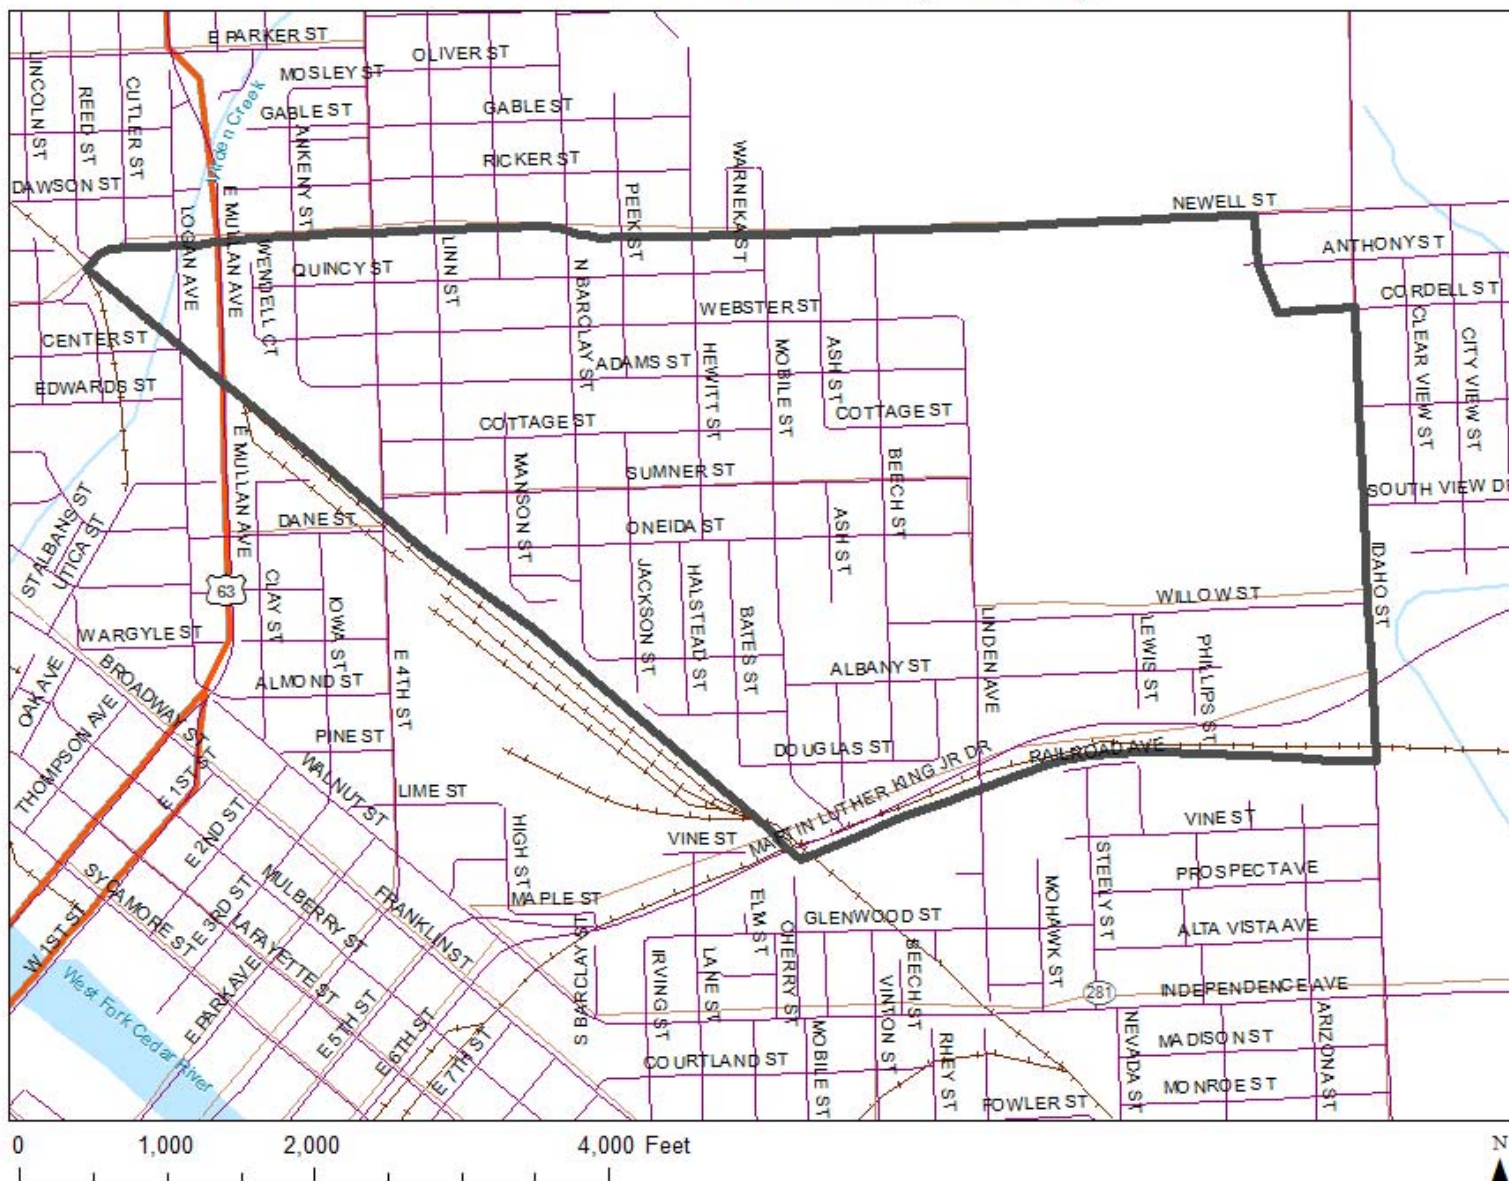 E PARKER ST
OLIVER ST
MOSLEY ST
LINCOLN ST
REED ST
CUTLER ST
Virden Creek
GABLE ST
GABLE ST
ANKENY ST
RICKER ST
WARNEKA ST
DAWSON ST
PEEK ST
NEWELL ST
LOGAN AVE
E MULLAN AVE
WENDELL CT
LINN ST
N BARCLAY ST
ANTHONY ST
QUINCY ST
CORDELL ST
WEBSTER ST
CENTER ST
CLEAR VIEW ST
CITY VIEW ST
ADAMS ST
HEWITT ST
MOBILE ST
ASH ST
EDWARDS ST
COTTAGE ST
COTTAGE ST
E MULLAN AVE
MANSON ST
SUMNER ST
BEECH ST
SOUTH VIEW DR
ST ALBANS ST
UTICA ST
DANE ST
ONEIDA ST
ASH ST
IDAHO ST
63
CLAY ST
IOWA ST
JACKSON ST
HALSTEAD ST
BATES ST
WILLOW ST
LINDEN AVE
LEWIS ST
PHILLIPS ST
W ARGYLE ST
OAK AVE
BROADWAY ST
E 4TH ST
ALBANY ST
ALMOND ST
THOMPSON AVE
PINE ST
DOUGLAS ST
RAILROAD AVE
E 1ST ST
WALNUT ST
LIME ST
MARTIN LUTHER KING JR DR
E 2ND ST
HIGH ST
VINE ST
VINE ST
STEELY ST
PROSPECT AVE
SYCAMORE ST
E 3RD ST
MULBERRY ST
FRANKLIN ST
MAPLE ST
ELM ST
CHERRY ST
GLENWOOD ST
MOHAWK ST
ALTA VISTA AVE
W 1ST ST
LAFAYETTE ST
S BARCLAY ST
IRVING ST
LANE ST
VINTON ST
BEECH ST
281
INDEPENDENCE AVE
West Fork Cedar River
E PARK AVE
E 5TH ST
E 6TH ST
E 7TH ST
COURTLAND ST
MOBILE ST
RHEY ST
NEVADA ST
MADISON ST
ARIZONA ST
MONROE ST
FOWLER ST
0 1,000 2,000 4,000 Feet
N